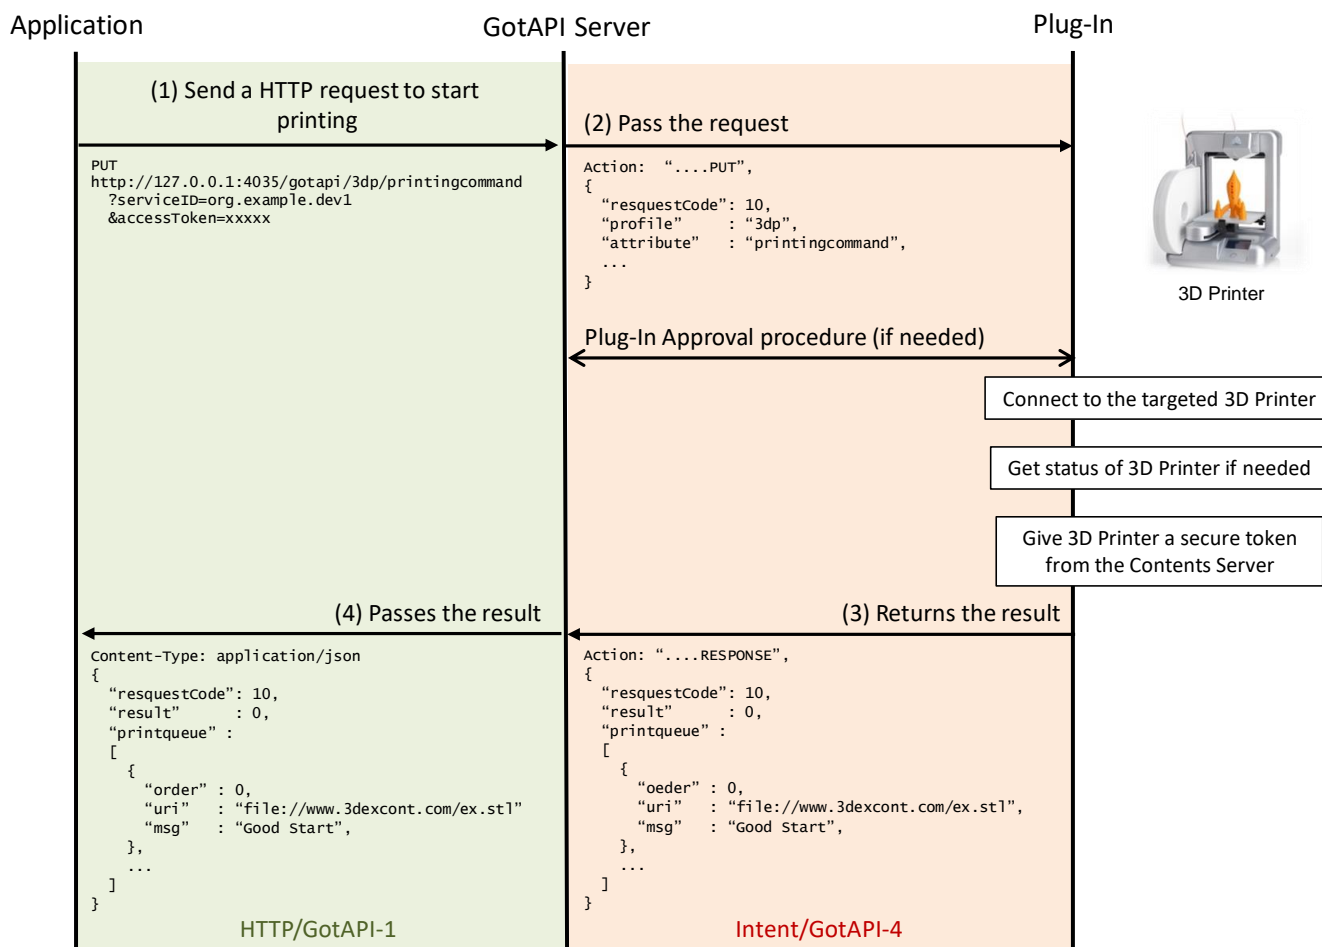 Application
GotAPI Server
Plug-In
(1) Send a HTTP request to start
printing
PUT
http://127.0.0.1:4035/gotapi/3dp/printingcommand
?serviceID=org.example.dev1
&accessToken=xxxxx
(2) Pass the request
Action:  “....PUT”,
{
“resquestCode”: 10,
“profile”    : “3dp”,
“attribute”   : “printingcommand”,
...
}
3D Printer
Plug-In Approval procedure (if needed)
Connect to the targeted 3D Printer
Get status of 3D Printer if needed
Give 3D Printer a secure token
from the Contents Server
(4) Passes the result
Content-Type: application/json
{
“resquestCode”: 10,
“result”      : 0,
“printqueue” :
[
{
“order” : 0,
“uri”   : “file://www.3dexcont.com/ex.stl”
“msg”   : “Good Start”,
},
...
]
}
HTTP/GotAPI-1
(3) Returns the result
Action: “....RESPONSE”,
{
“resquestCode”: 10,
“result”      : 0,
“printqueue” :
[
{
“oeder” : 0,
“uri”   : “file://www.3dexcont.com/ex.stl”,
“msg”   : “Good Start”,
},
...
]
}
Intent/GotAPI-4